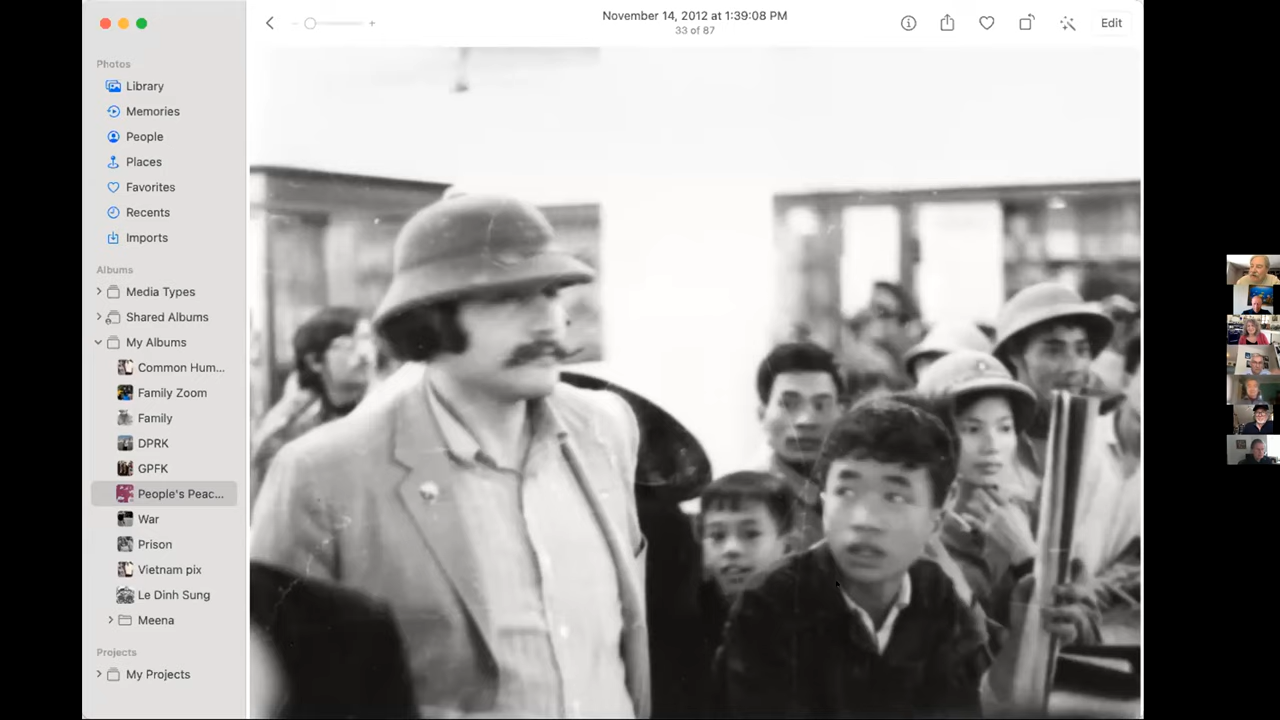 November 14, 2012 at 1:39:08 PM
33 of 87
Edit
Photos
Library
Memories
People
Places
Favorites
Recents
Imports
Albums
Media Types
Shared Albums
My Albums
Common Hum...
Family Zoom
Family
DPRK
GPFK
People's Peac...
War
Prison
Vietnam pix
Le Dinh Sung
Meena
Projects
My Projects